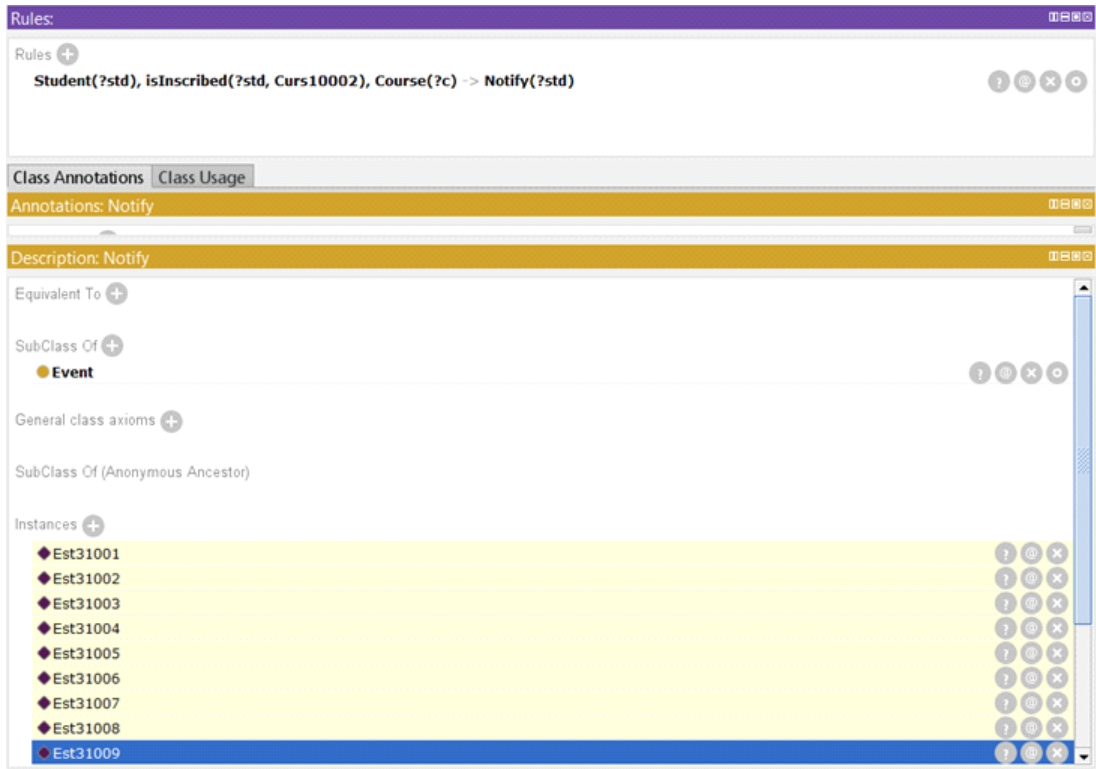 Rules:
Rules
Student(?std), isInscribed(?std, Curs10002), Course(?c) -> Notify(?std)
Class Annotations Class Usage
Annotations: Notify
Description: Notify
Equivalent To
SubClass Of
Event
General class axioms
SubClass Of (Anonymous Ancestor)
Instances
Est31001
Est31002
Est31003
Est31004
Est31005
Est31006
Est31007
Est31008
Est31009